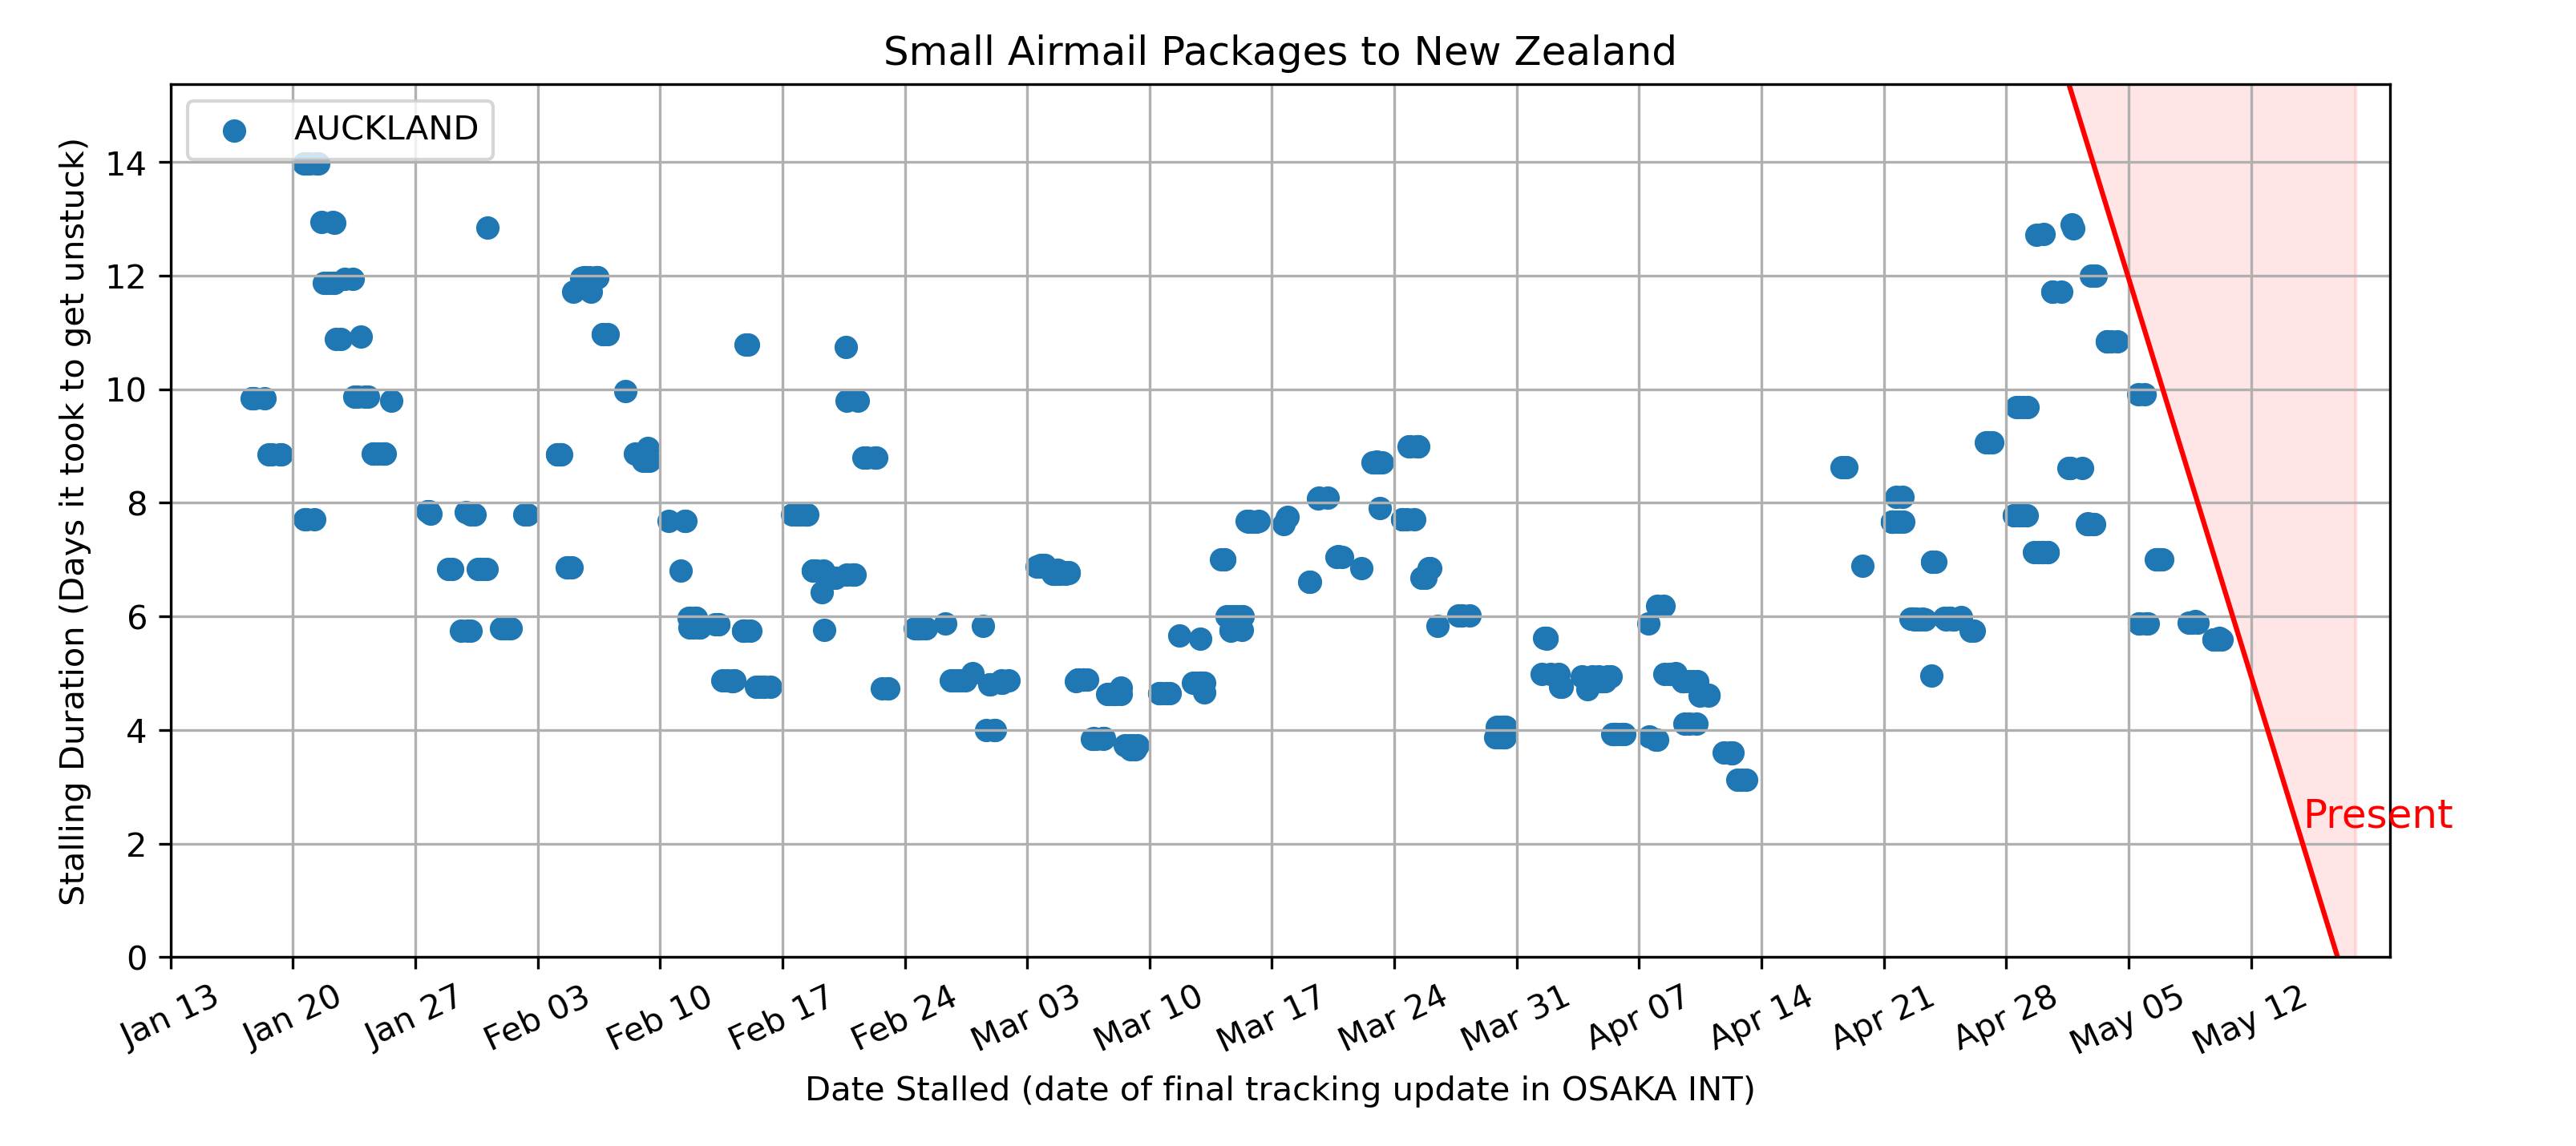 Small Airmail Packages to New Zealand
AUCKLAND
Stalling Duration (Days it took to get unstuck)
14
12
10
8
6
4
2
0
Present
Jan 13
Jan 20
Jan 27
Feb 03
Feb 10
Feb 17
Feb 24
Mar 03
Mar 10
Mar 17
Mar 24
Mar 31
Apr 07
Apr 14
Apr 21
Apr 28
May 05
May 12
Date Stalled (date of final tracking update in OSAKA INT)